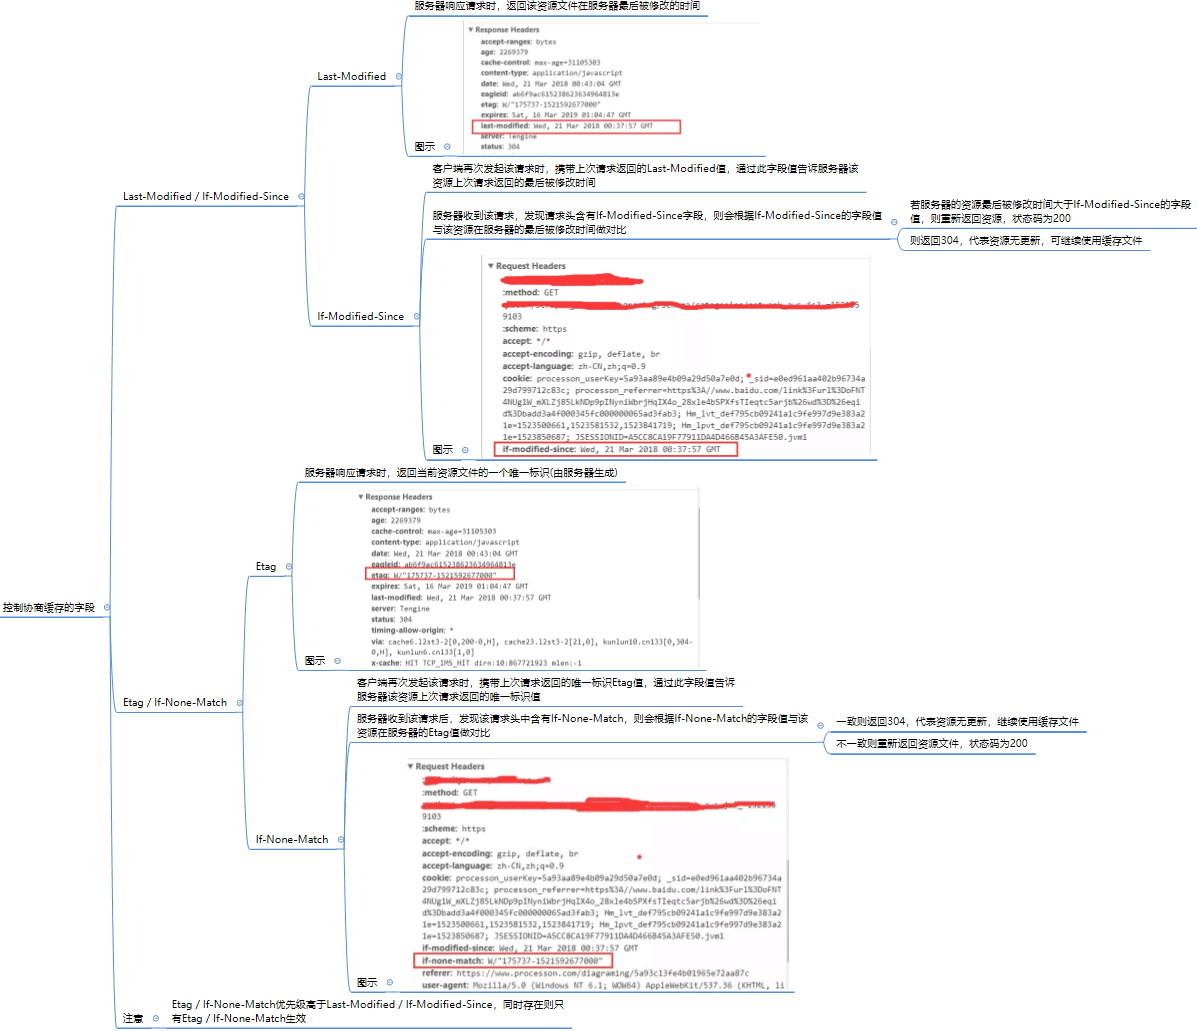 控制协商缓存的字段
Last-Modified / If-Modified-Since
Last-Modified
服务器响应请求时，返回该资源文件在服务器最后被修改的时间
图示
Response Headers
accept-ranges: bytes
age: 2269379
cache-control: max-age=31105303
content-type: application/javascript
date: Wed, 21 Mar 2018 00:43:04 GMT
eagleid: ab6f9ac615238623634964813e
etag: W/"175737-1521592677000"
expires: Sat, 16 Mar 2019 01:04:47 GMT
last-modified: Wed, 21 Mar 2018 00:37:57 GMT
server: Tengine
status: 304
If-Modified-Since
客户端再次发起该请求时，携带上次请求返回的Last-Modified值，通过此字段值告诉服务器该
资源上次请求返回的最后被修改时间
服务器收到该请求，发现请求头含有If-Modified-Since字段，则会根据If-Modified-Since的字段值
与该资源在服务器的最后被修改时间做对比
若服务器的资源最后被修改时间大于If-Modified-Since的字段
值，则重新返回资源，状态码为200
则返回304，代表资源无更新，可继续使用缓存文件
图示
Request Headers
:method: GET
9103
:scheme: https
accept: */*
accept-encoding: gzip, deflate, br
accept-language: zh-CN,zh;q=0.9
cookie: processon_userKey=5a93aa89e4b09a29d50a7e0d; _sid=e0ed961aa402b96734a
29d799712c83c; processon_referrer=https%3A//www.baidu.com/link%3Furl%3DoFNT
4NUg1W_mXLZj85LkNDp9pINyniWbrjHqIX4o_28xle4b5PXfsTIeqtc5arjb%26wd%3D%26eqi
d%3Dbadd3a4f000345fc000000065ad3fab3; Hm_lvt_def795cb09241a1c9fe997d9e383a2
1e=1523500661,1523581532,1523841719; Hm_lpvt_def795cb09241a1c9fe997d9e383a2
1e=1523850687; JSESSIONID=A5CC8CA19F77911DA4D466B45A3AFE50.jvm1
if-modified-since: Wed, 21 Mar 2018 00:37:57 GMT
Etag / If-None-Match
Etag
服务器响应请求时，返回当前资源文件的一个唯一标识(由服务器生成)
图示
Response Headers
accept-ranges: bytes
age: 2269379
cache-control: max-age=31105303
content-type: application/javascript
date: Wed, 21 Mar 2018 00:43:04 GMT
eagleid: ab6f9ac615238623634964813e
etag: W/"175737-1521592677000"
expires: Sat, 16 Mar 2019 01:04:47 GMT
last-modified: Wed, 21 Mar 2018 00:37:57 GMT
server: Tengine
status: 304
timing-allow-origin: *
via: cache6.l2st3-2[0,200-0,H], cache23.l2st3-2[21,0], kunlun10.cn133[0,304-
0,H], kunlun6.cn133[1,0]
x-cache: HIT TCP_IMS_HIT dirn:10:867721923 mlen:-1
If-None-Match
客户端再次发起该请求时，携带上次请求返回的唯一标识Etag值，通过此字段值告诉
服务器该资源上次请求返回的唯一标识值
服务器收到该请求后，发现该请求头中含有If-None-Match，则会根据If-None-Match的字段值与该
资源在服务器的Etag值做对比
一致则返回304，代表资源无更新，继续使用缓存文件
不一致则重新返回资源文件，状态码为200
图示
Request Headers
:method: GET
9103
:scheme: https
accept: */*
accept-encoding: gzip, deflate, br
accept-language: zh-CN,zh;q=0.9
cookie: processon_userKey=5a93aa89e4b09a29d50a7e0d; _sid=e0ed961aa402b96734a
29d799712c83c; processon_referrer=https%3A//www.baidu.com/link%3Furl%3DoFNT
4NUg1W_mXLZj85LkNDp9pINyniWbrjHqIX4o_28xle4b5PXfsTIeqtc5arjb%26wd%3D%26eqi
d%3Dbadd3a4f000345fc000000065ad3fab3; Hm_lvt_def795cb09241a1c9fe997d9e383a2
1e=1523500661,1523581532,1523841719; Hm_lpvt_def795cb09241a1c9fe997d9e383a2
1e=1523850687; JSESSIONID=A5CC8CA19F77911DA4D466B45A3AFE50.jvm1
if-modified-since: Wed, 21 Mar 2018 00:37:57 GMT
if-none-match: W/"175737-1521592677000"
referer: https://www.processon.com/diagraming/5a93c13fe4b01965e72aa87c
user-agent: Mozilla/5.0 (Windows NT 6.1; WOW64) AppleWebKit/537.36 (KHTML, li
注意
Etag / If-None-Match优先级高于Last-Modified / If-Modified-Since，同时存在则只
有Etag / If-None-Match生效